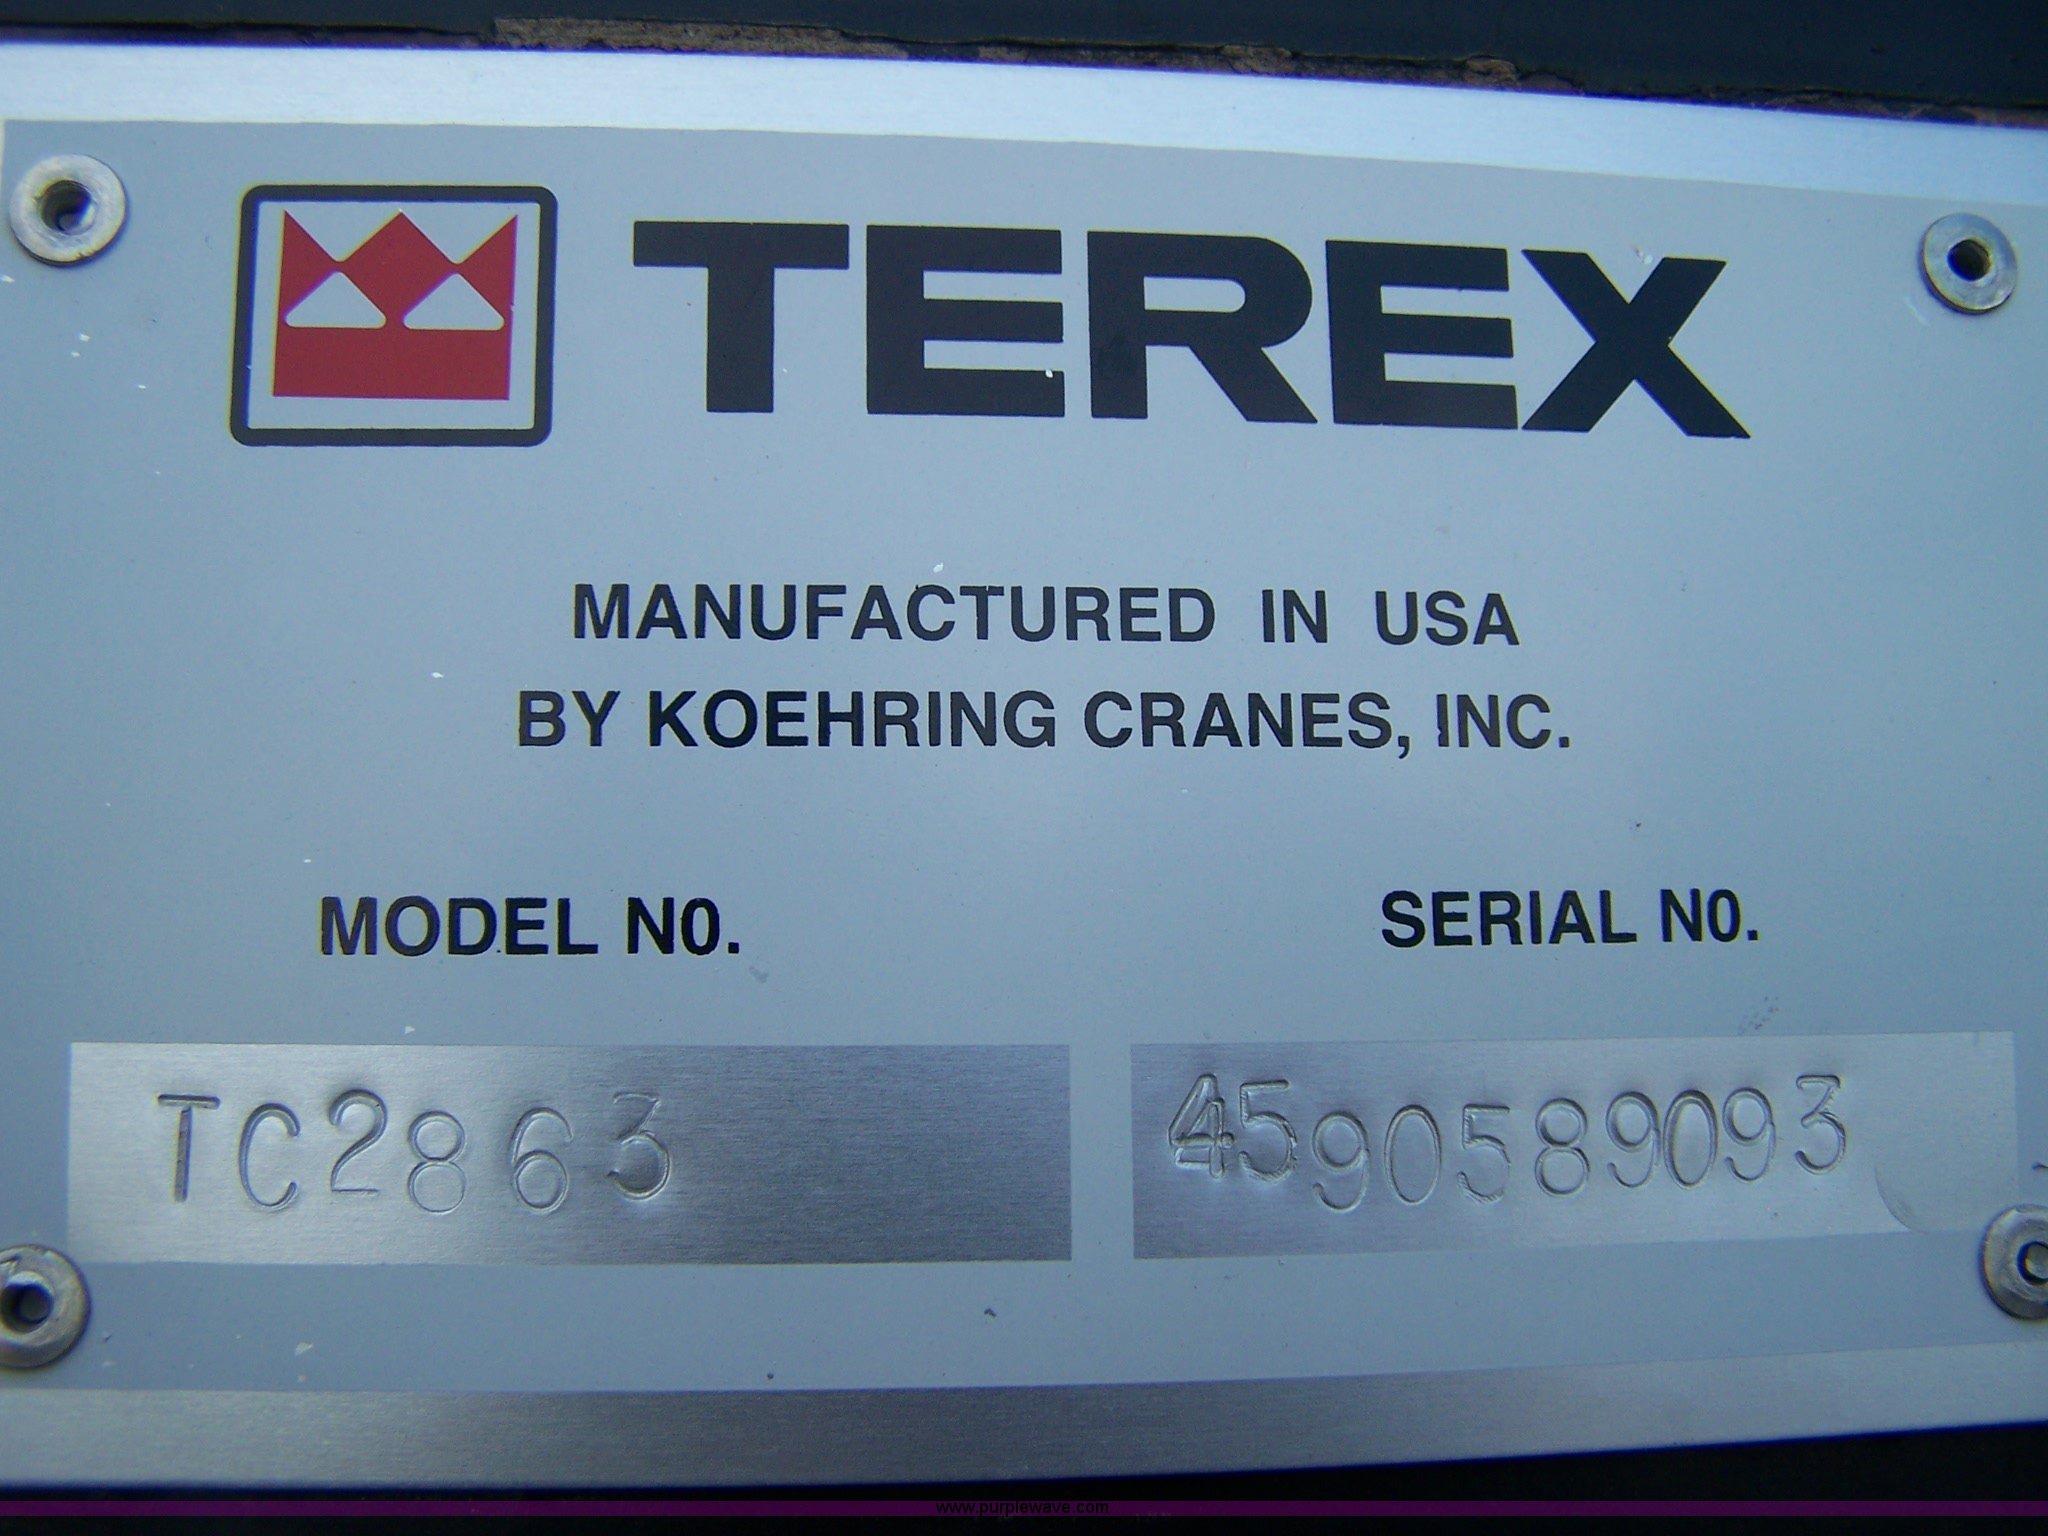 TEREX
MANUFACTURED IN USA
BY KOEHRING CRANES, INC.
MODEL NO.
SERIAL NO.
TC2863
4590589093
www.purplewave.com